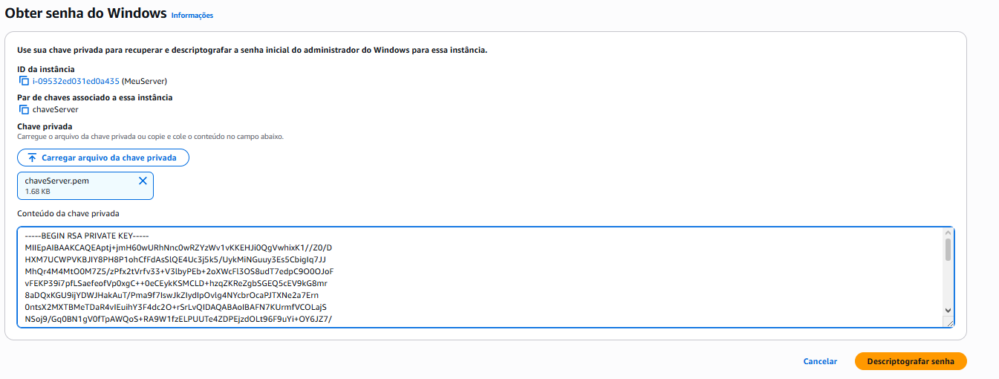 Obter senha do Windows Informações
Use sua chave privada para recuperar e descriptografar a senha inicial do administrador do Windows para essa instância.
ID da instância
i-09532ed031ed0a435 (MeuServer)
Par de chaves associado a essa instância
chaveServer
Chave privada
Carregue o arquivo da chave privada ou copie e cole o conteúdo no campo abaixo.
Carregar arquivo da chave privada
chaveServer.pem
1.68 KB
Conteúdo da chave privada
-----BEGIN RSA PRIVATE KEY-----
MIIEpAIBAAKCAQEAptj+jmH60wURhNnc0wRZYzWv1vKKEHJi0QgVwhixK1//Z0/D
HXM7UCWPVKBJIY8PH8P1ohCfFdAsSlQE4Uc3j5k5/UykMiNGuuy3Es5CbigIq7JJ
MhQr4M4MtO0M7Z5/zPfx2tVrfv33+V3lbyPEb+2oXWcFl3OS8udT7edpC9O0OJoF
vFEKP39i7pfLSaefeofVp0xgC++0eCEykKSMCLD+hzqZKReZgbSGEQ5cEV9kG8mr
8aDQxKGU9ijYDWJHakAuT/Pma9f7IswJkZIydIpOvlg4NYcbrOcaPJTXNe2a7Ern
0ntsX2MXTBMeTDaR4vIEuihY3F4dc2O+rSrLvQIDAQABAoIBAFN7KUrmfVCOLajS
NSoj9/Gq0BN1gV0fTpAWQoS+RA9W1fzELPUUTe4ZDPEjzdOLt96F9uYi+OY6JZ7/
Cancelar
Descriptografar senha